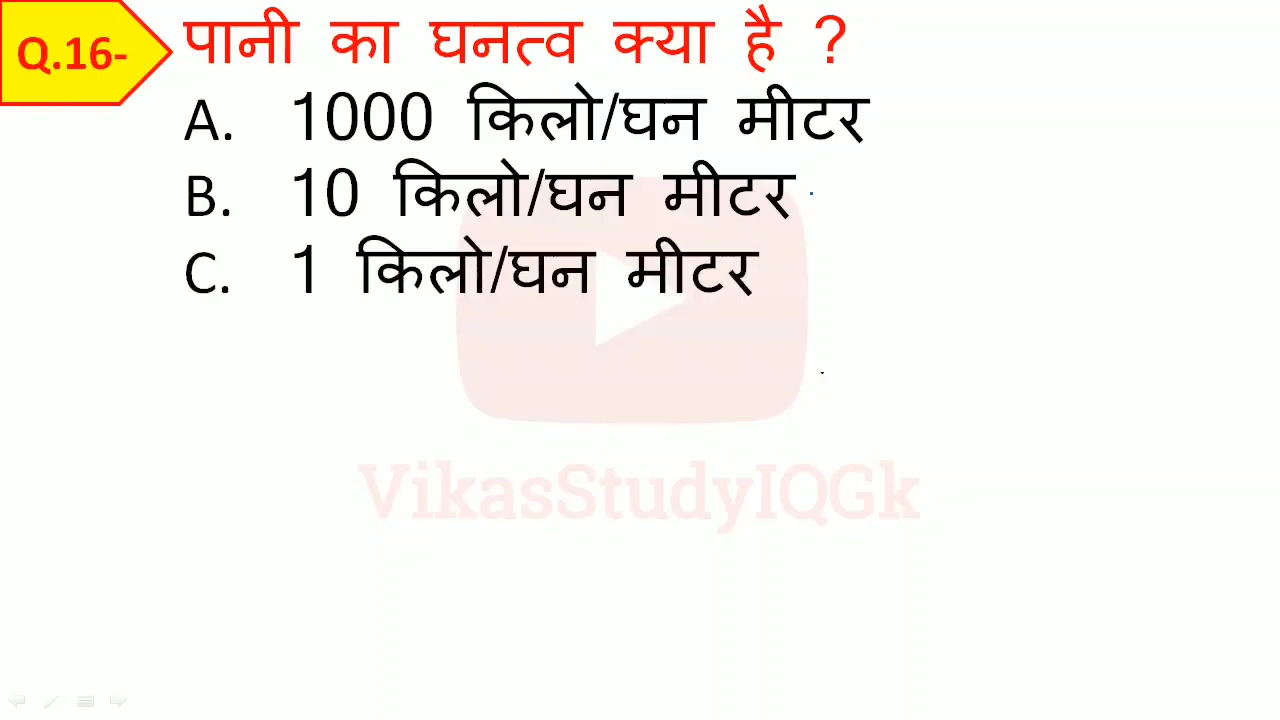 Q.16- पानी का घनत्व क्या है ?
A. 1000 किलो/घन मीटर
B. 10 किलो/घन मीटर
C. 1 किलो/घन मीटर
VikasStudyIQGk